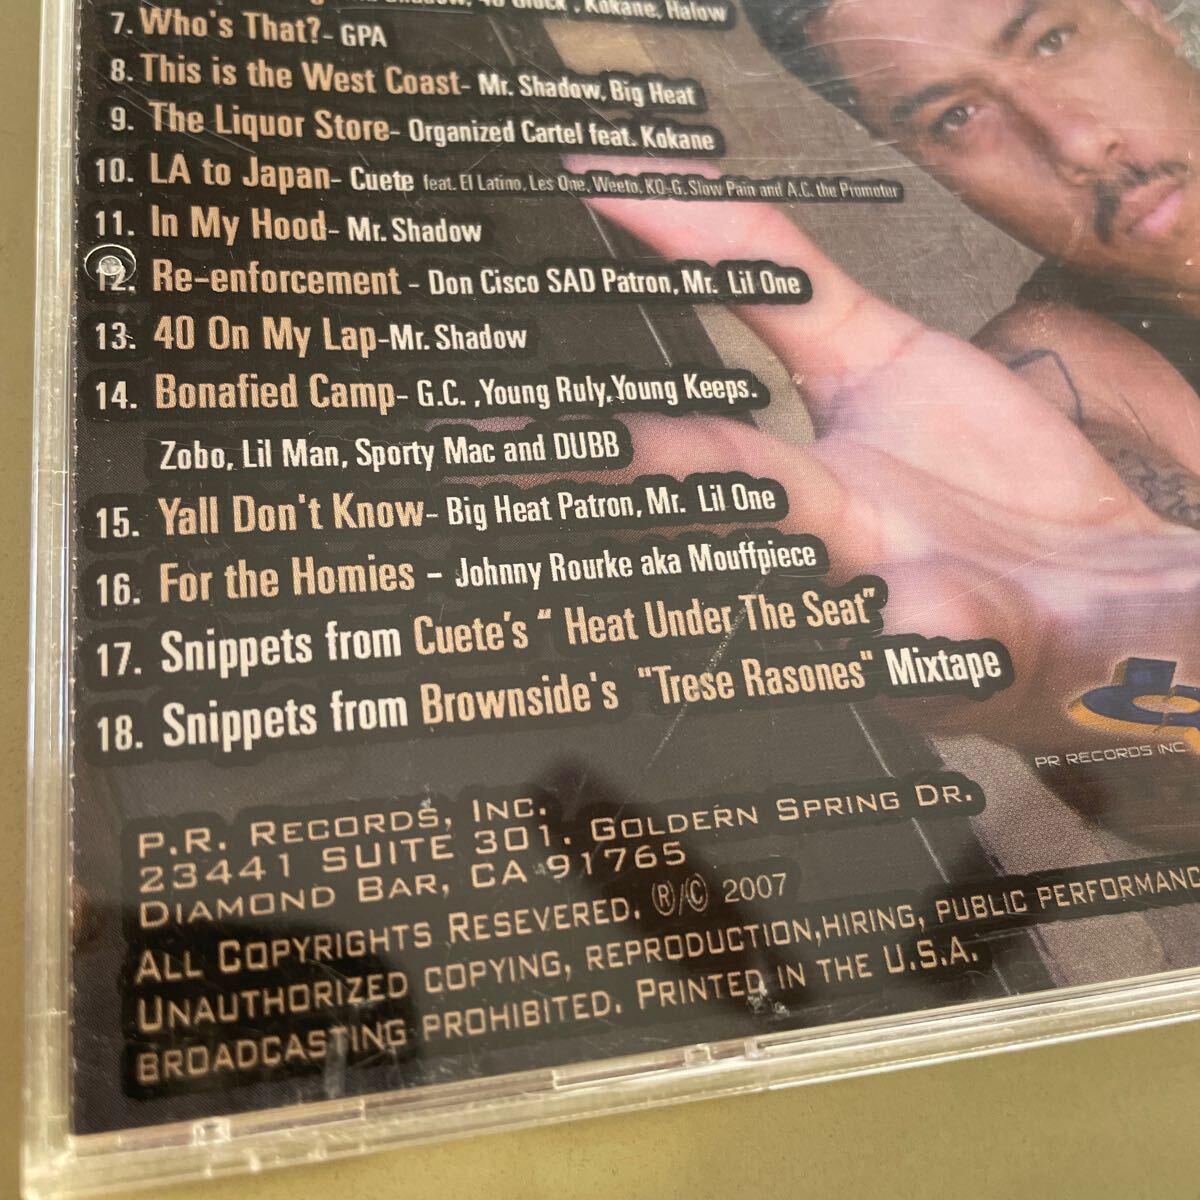 Shadow, 40 Glock, Kokane, Halow
7. Who's That?- GPA
8. This is the West Coast- Mr. Shadow, Big Heat
9. The Liquor Store- Organized Cartel feat. Kokane
10. LA to Japan- Cuete feat. El Latino, Les One, Weeto, KO-G, Slow Pain and A.C. the Promoter
11. In My Hood- Mr. Shadow
12. Re-enforcement - Don Cisco SAD Patron, Mr. Lil One
13. 40 On My Lap-Mr. Shadow
14. Bonafied Camp- G.C. ,Young Ruly,Young Keeps.
Zobo, Lil Man, Sporty Mac and DUBB
15. Yall Don't Know- Big Heat Patron, Mr. Lil One
16. For the Homies - Johnny Rourke aka Mouffpiece
17. Snippets from Cuete's " Heat Under The Seat"
18. Snippets from Brownside's "Trese Rasones" Mixtape
PR RECORDS INC
P.R. RECORDS, INC.
23441 SUITE 301. GOLDERN SPRING DR.
DIAMOND BAR, CA 91765
ALL COPYRIGHTS RESEVERED. ®/© 2007
UNAUTHORIZED COPYING, REPRODUCTION,HIRING, PUBLIC PERFORMANC
BROADCASTING PROHIBITED. PRINTED IN THE U.S.A.